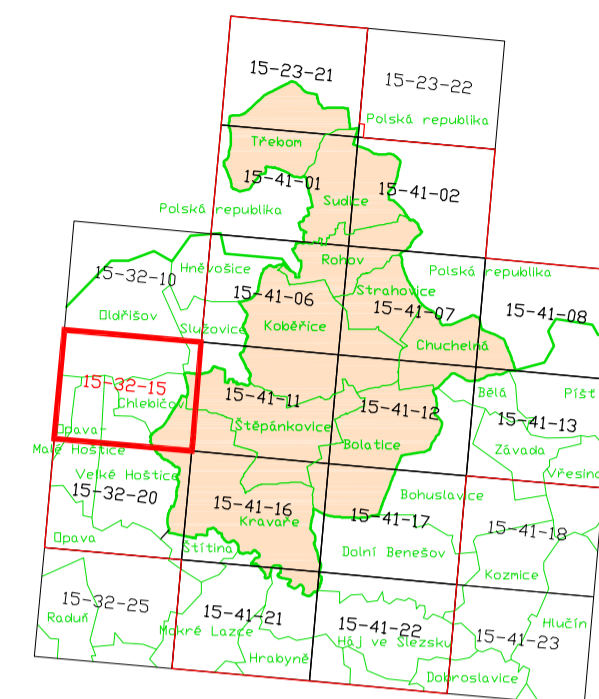 15-23-21
15-23-22
Polská republika
Třebom
15-41-01
15-41-02
Sudice
Polská republika
Rohov
Hněvošice
Polská republika
15-32-10
Strahovice
15-41-06
15-41-07
15-41-08
Oldřišov
Služovice
Kobeřice
Chuchelná
15-32-15
Chlebičov
15-41-11
15-41-12
Bělá
Píšť
15-41-13
Opava-
Malé Hoštice
Štěpánkovice
Bolatice
Závada
Velké Hoštice
Vřesina
15-32-20
15-41-16
Bohuslavice
Kravaře
15-41-17
15-41-18
Opava
Štítina
Dolní Benešov
Kozmice
15-32-25
15-41-21
Raduň
Mokré Lazce
15-41-22
Hlučín
Háj ve Slezsku
15-41-23
Hrabyně
Dobroslavice